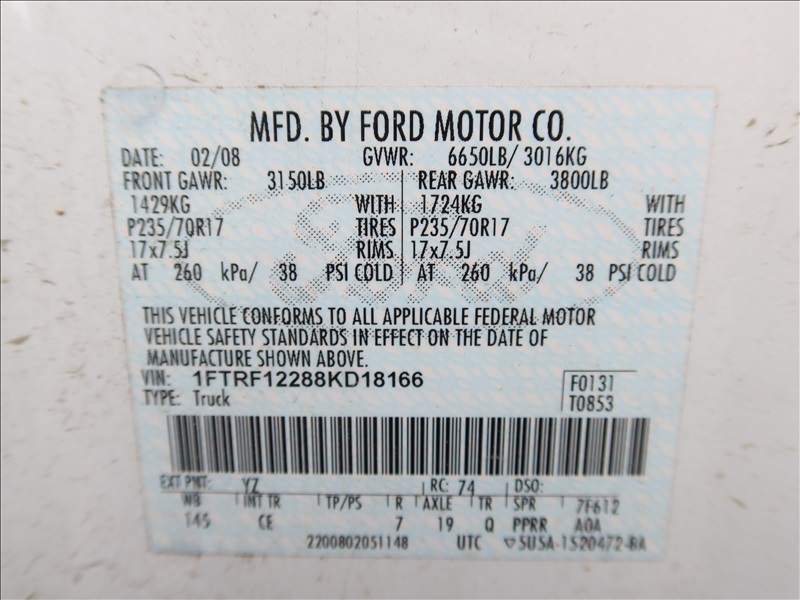 MFD. BY FORD MOTOR CO.
DATE: 02/08 GVWR: 6650LB/ 3016KG
FRONT GAWR: 3150LB REAR GAWR: 3800LB
1429KG WITH 1724KG WITH
P235/70R17 TIRES P235/70R17 TIRES
17x7.5J RIMS 17x7.5J RIMS
AT 260 kPa/ 38 PSI COLD AT 260 kPa/ 38 PSI COLD
THIS VEHICLE CONFORMS TO ALL APPLICABLE FEDERAL MOTOR
VEHICLE SAFETY STANDARDS IN EFFECT ON THE DATE OF
MANUFACTURE SHOWN ABOVE.
VIN: 1FTRF12288KD18166 F0131
TYPE: Truck T0853
EXT PNT: YZ RC: 74 DSO:
WB INT TR TP/PS R AXLE TR SPR 7F612
145 CE 7 19 Q PPRR AOA
2200802051148 UTC ▽5U5A-1520472-BA